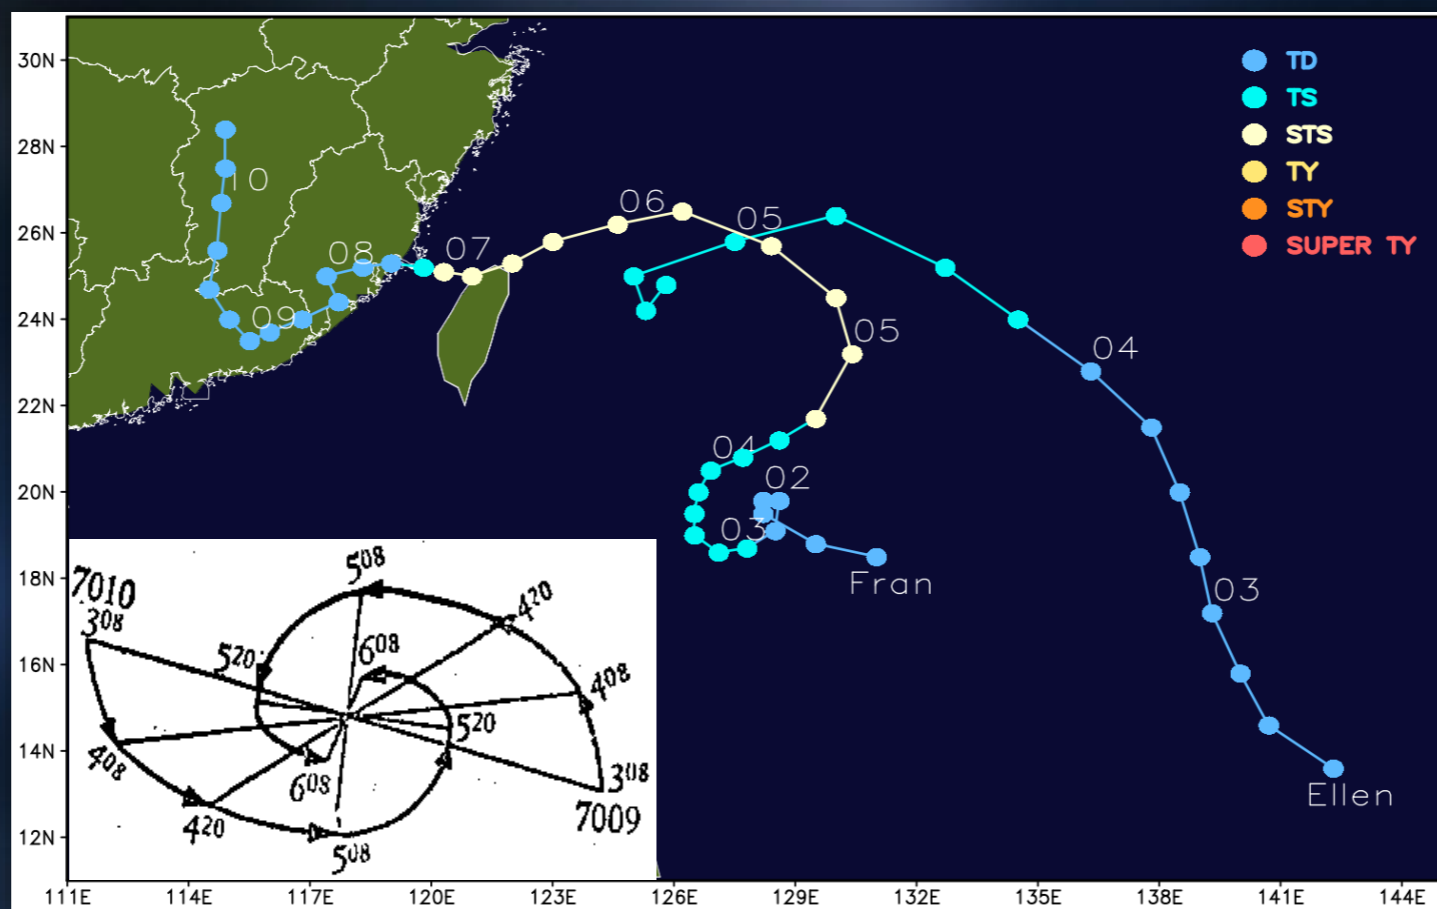 30N
28N
26N
24N
22N
20N
18N
16N
14N
12N
111E 114E 117E 120E 123E 126E 129E 132E 135E 138E 141E 144E
TD
TS
STS
TY
STY
SUPER TY
10
09
08
07
06
05
05
04
04
03
03
02
Fran
Ellen
7010
3⁰⁸
4⁰⁸
4²⁰
5⁰⁸
5²⁰
6⁰⁸
5⁰⁸
4²⁰
4⁰⁸
3⁰⁸
7009
5²⁰
6⁰⁸